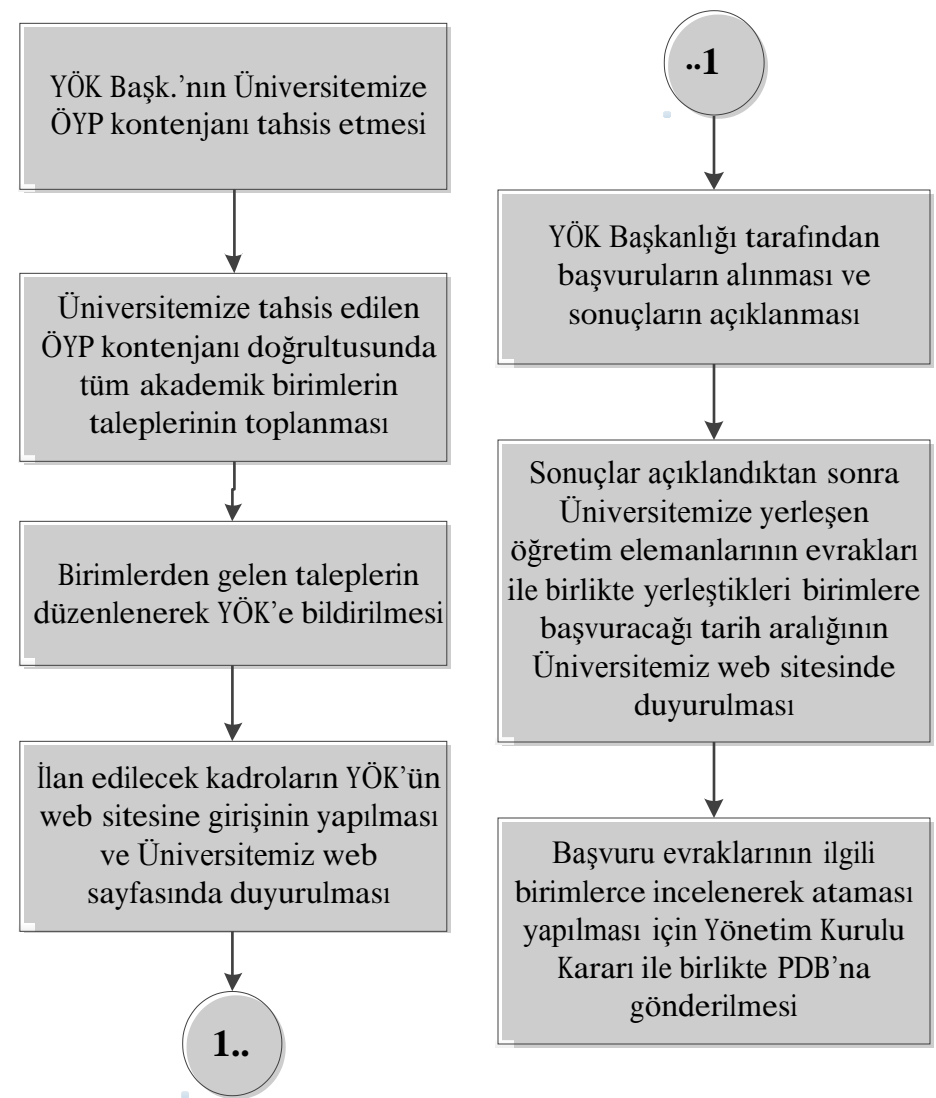 YÖK Başk.’nın Üniversitemize
ÖYP kontenjanı tahsis etmesi
Üniversitemize tahsis edilen
ÖYP kontenjanı doğrultusunda
tüm akademik birimlerin
taleplerinin toplanması
Birimlerden gelen taleplerin
düzenlenerek YÖK’e bildirilmesi
İlan edilecek kadroların YÖK’ün
web sitesine girişinin yapılması
ve Üniversitemiz web
sayfasında duyurulması
1..
..1
YÖK Başkanlığı tarafından
başvuruların alınması ve
sonuçların açıklanması
Sonuçlar açıklandıktan sonra
Üniversitemize yerleşen
öğretim elemanlarının evrakları
ile birlikte yerleştikleri birimlere
başvuracağı tarih aralığının
Üniversitemiz web sitesinde
duyurulması
Başvuru evraklarının ilgili
birimlerce incelenerek ataması
yapılması için Yönetim Kurulu
Kararı ile birlikte PDB’na
gönderilmesi